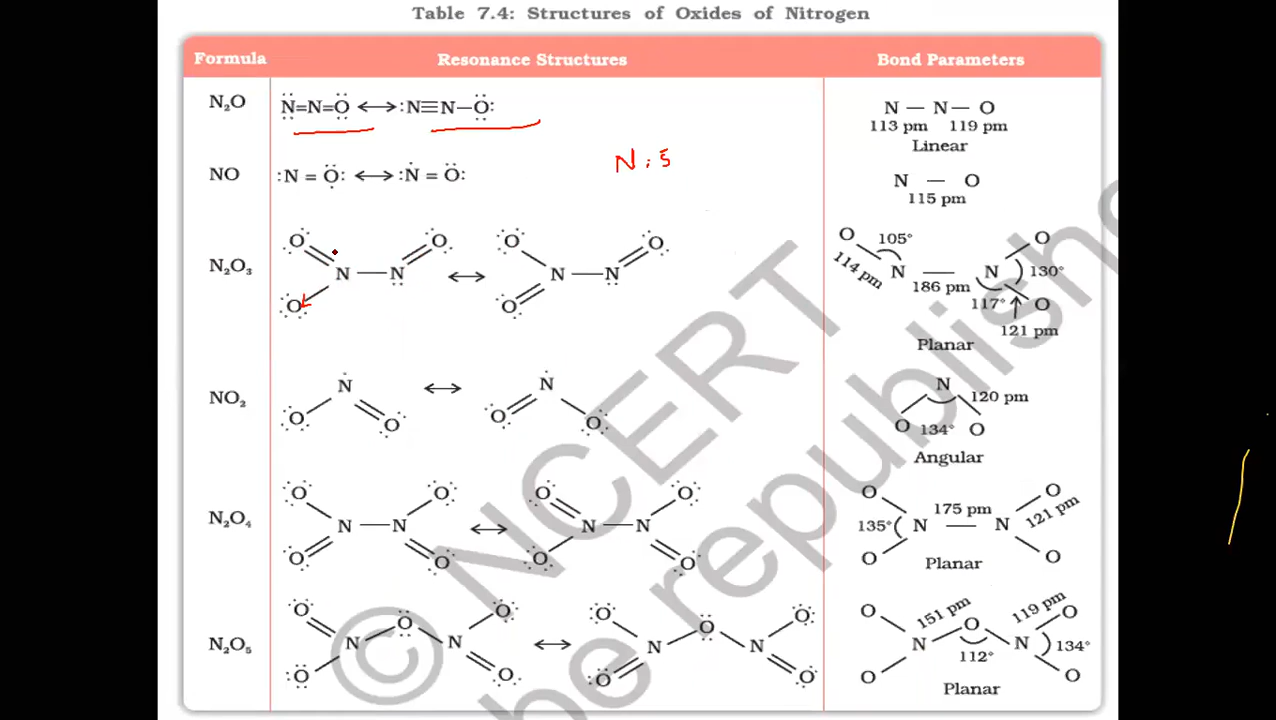 Table 7.4: Structures of Oxides of Nitrogen
Formula Resonance Structures Bond Parameters
N₂O N=N=O ⟷ :N≡N–O: N — N — O
113 pm 119 pm
Linear
N : 5
NO :N = O: ⟷ :N = O: N — O
115 pm
N₂O₃ O N N O O ⟷ O N N O O O 105° N N O 130° O
114 pm 186 pm 117°
121 pm
Planar
NO₂ N O O ⟷ N O O N 120 pm
O 134° O
Angular
N₂O₄ O O N N O O ⟷ O O N N O O O O 175 pm 121 pm
135° N — N
O O
Planar
N₂O₅ O O N O N O O ⟷ O O N O N O O O 151 pm O 119 pm O
N 112° N 134°
O O
Planar
© NCERT
be republishe